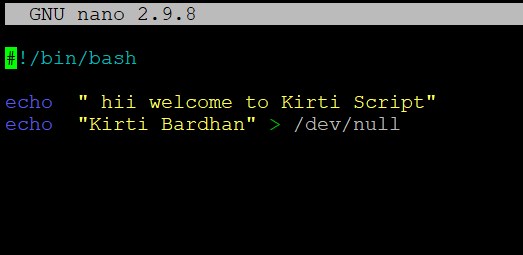 GNU nano 2.9.8
#!/bin/bash
echo  " hii welcome to Kirti Script"
echo  "Kirti Bardhan" > /dev/null